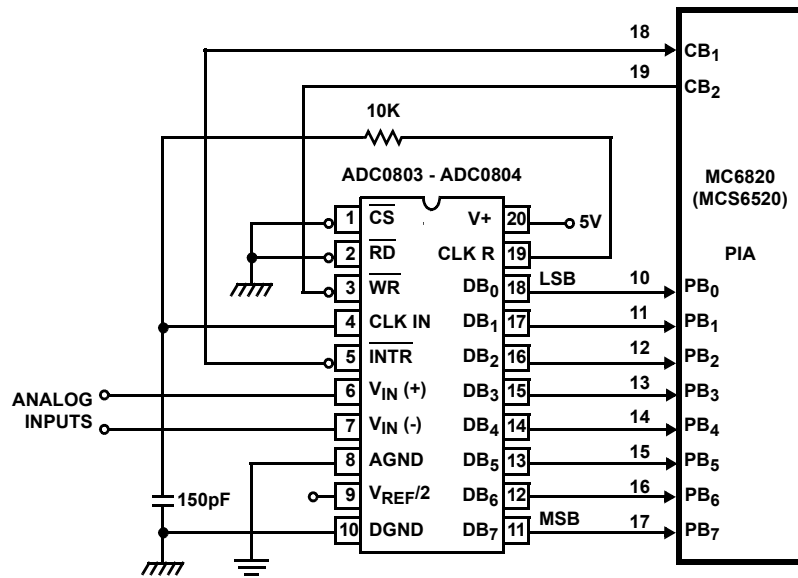 18
CB1
19
CB2
10K
ADC0803 - ADC0804
MC6820
(MCS6520)
PIA
1 CS V+ 20 5V
2 RD CLK R 19
3 WR DB0 18 LSB 10 PB0
4 CLK IN DB1 17 11 PB1
5 INTR DB2 16 12 PB2
6 VIN (+) DB3 15 13 PB3
7 VIN (-) DB4 14 14 PB4
8 AGND DB5 13 15 PB5
9 VREF/2 DB6 12 16 PB6
10 DGND DB7 11 MSB 17 PB7
ANALOG
INPUTS
150pF